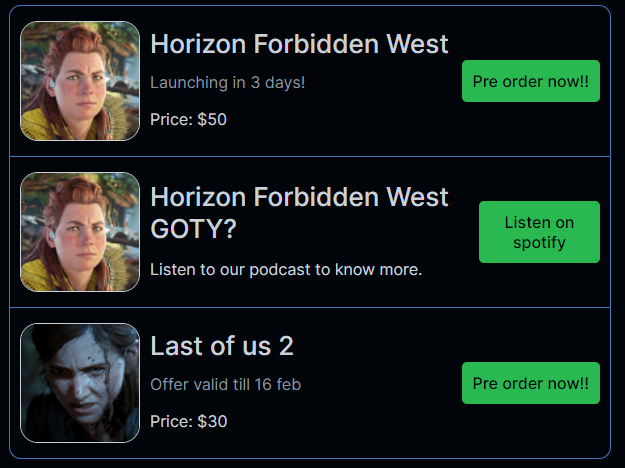 Horizon Forbidden West
Launching in 3 days!
Price: $50
Pre order now!!
Horizon Forbidden West
GOTY?
Listen to our podcast to know more.
Listen on
spotify
Last of us 2
Offer valid till 16 feb
Price: $30
Pre order now!!